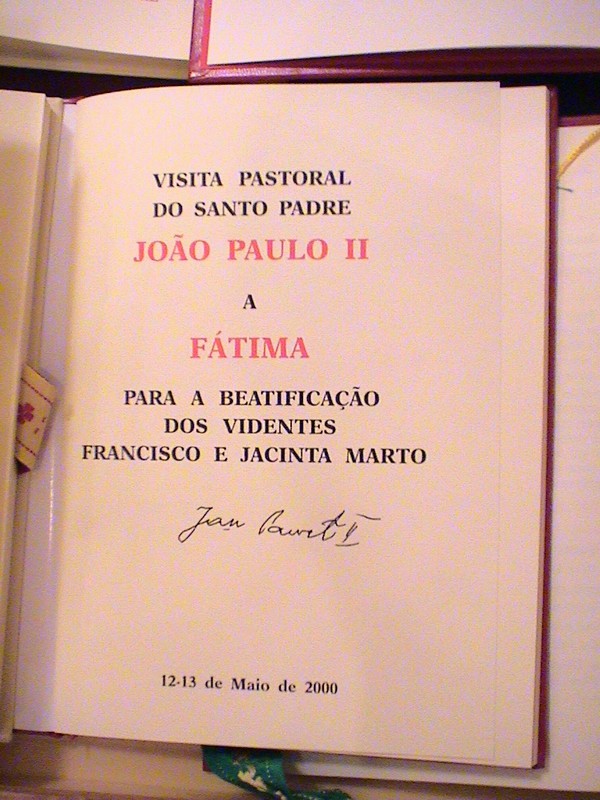 VISITA PASTORAL
DO SANTO PADRE
JOÃO PAULO II
A
FÁTIMA
PARA A BEATIFICAÇÃO
DOS VIDENTES
FRANCISCO E JACINTA MARTO
Jan Paweł II
12-13 de Maio de 2000